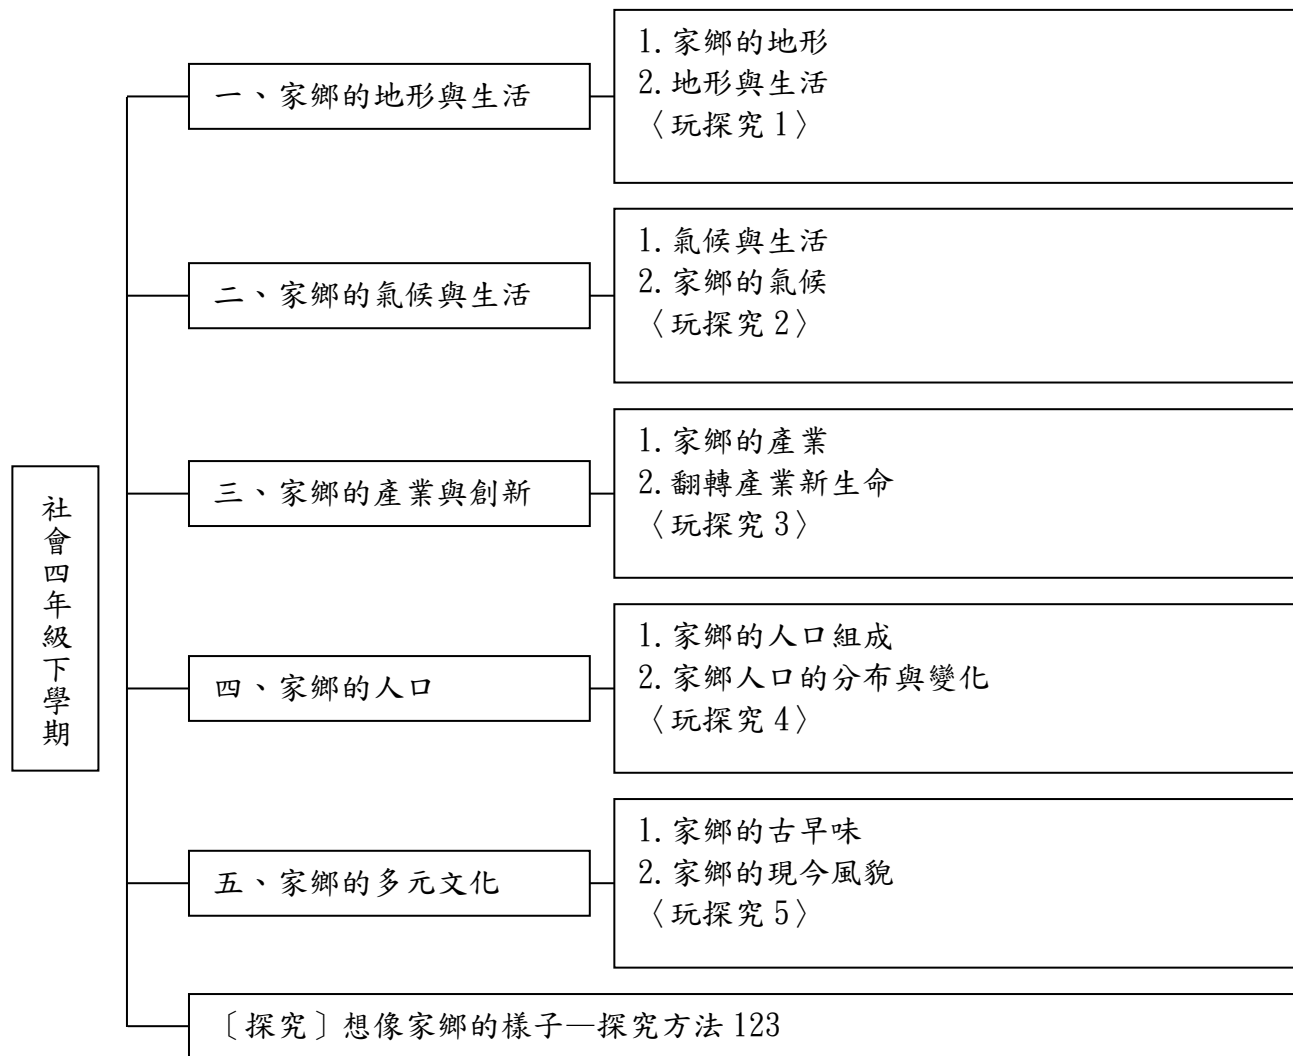 社會四年級下學期
一、家鄉的地形與生活
1.家鄉的地形
2.地形與生活
〈玩探究1〉
二、家鄉的氣候與生活
1.氣候與生活
2.家鄉的氣候
〈玩探究2〉
三、家鄉的產業與創新
1.家鄉的產業
2.翻轉產業新生命
〈玩探究3〉
四、家鄉的人口
1.家鄉的人口組成
2.家鄉人口的分布與變化
〈玩探究4〉
五、家鄉的多元文化
1.家鄉的古早味
2.家鄉的現今風貌
〈玩探究5〉
〔探究〕想像家鄉的樣子—探究方法123